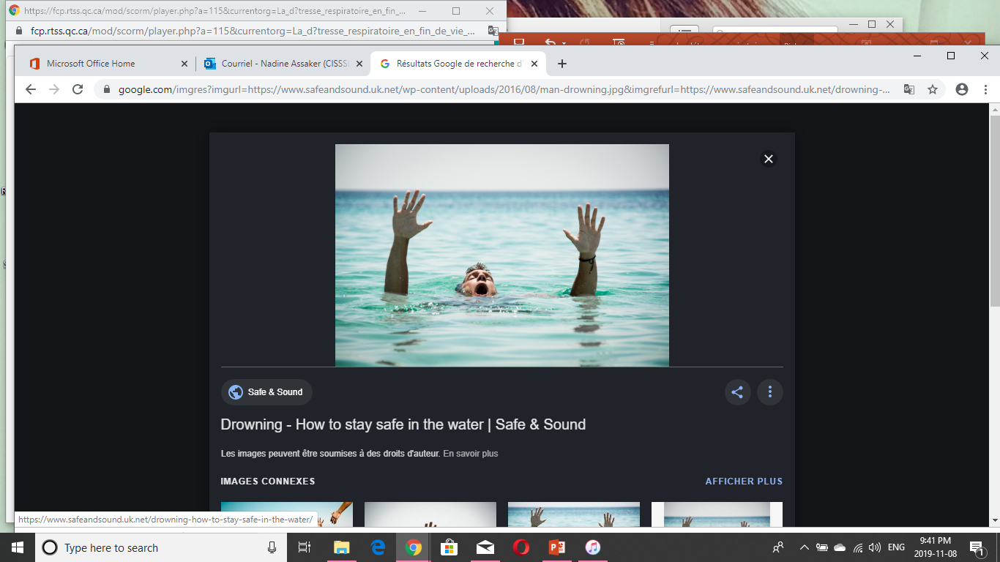 https://fcp.rtss.qc.ca/mod/scorm/player.php?a=115&currentorg=La_d?tresse_respiratoire_en_fin_...
fcp.rtss.qc.ca/mod/scorm/player.php?a=115&currentorg=La_d?tresse_respiratoire_en_fin_de_vie_...
Microsoft Office Home
Courriel - Nadine Assaker (CISSS
Résultats Google de recherche d'
google.com/imgres?imgurl=https://www.safeandsound.uk.net/wp-content/uploads/2016/08/man-drowning.jpg&imgrefurl=https://www.safeandsound.uk.net/drowning-...
Safe & Sound
Drowning - How to stay safe in the water | Safe & Sound
Les images peuvent être soumises à des droits d'auteur. En savoir plus
IMAGES CONNEXES
AFFICHER PLUS
https://www.safeandsound.uk.net/drowning-how-to-stay-safe-in-the-water/
Type here to search
ENG
9:41 PM
2019-11-08
1